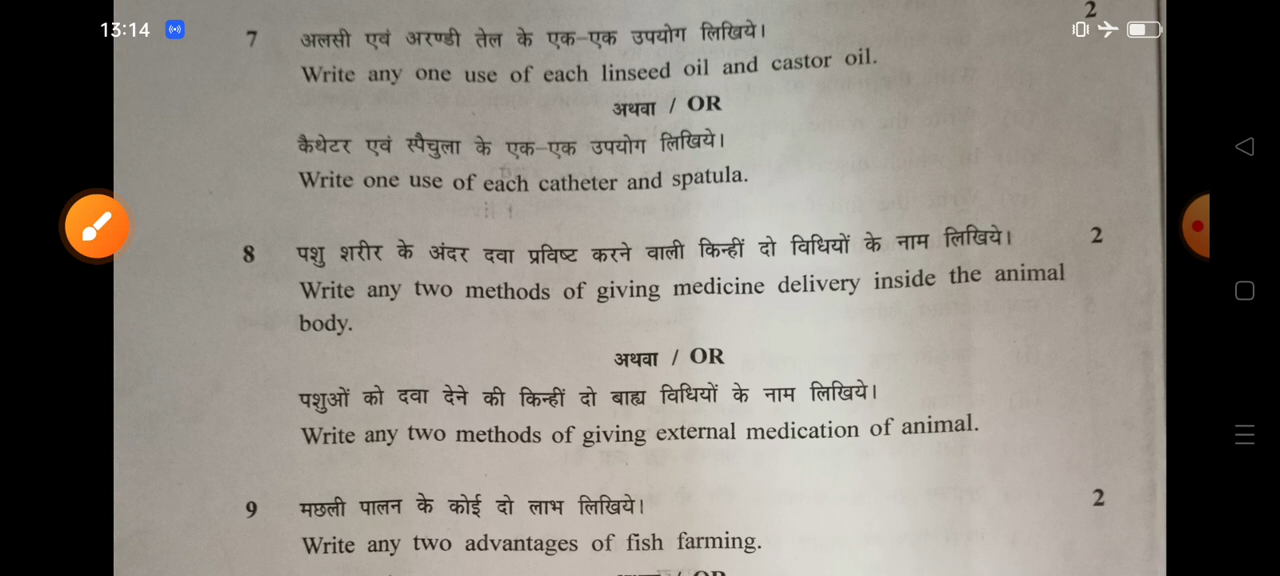 13:14
2
7 अलसी एवं अरण्डी तेल के एक-एक उपयोग लिखिये।
Write any one use of each linseed oil and castor oil.
अथवा / OR
कैथेटर एवं स्पैचुला के एक-एक उपयोग लिखिये।
Write one use of each catheter and spatula.
8 पशु शरीर के अंदर दवा प्रविष्ट करने वाली किन्हीं दो विधियों के नाम लिखिये। 2
Write any two methods of giving medicine delivery inside the animal
body.
अथवा / OR
पशुओं को दवा देने की किन्हीं दो बाह्य विधियों के नाम लिखिये।
Write any two methods of giving external medication of animal.
9 मछली पालन के कोई दो लाभ लिखिये। 2
Write any two advantages of fish farming.
/ OR